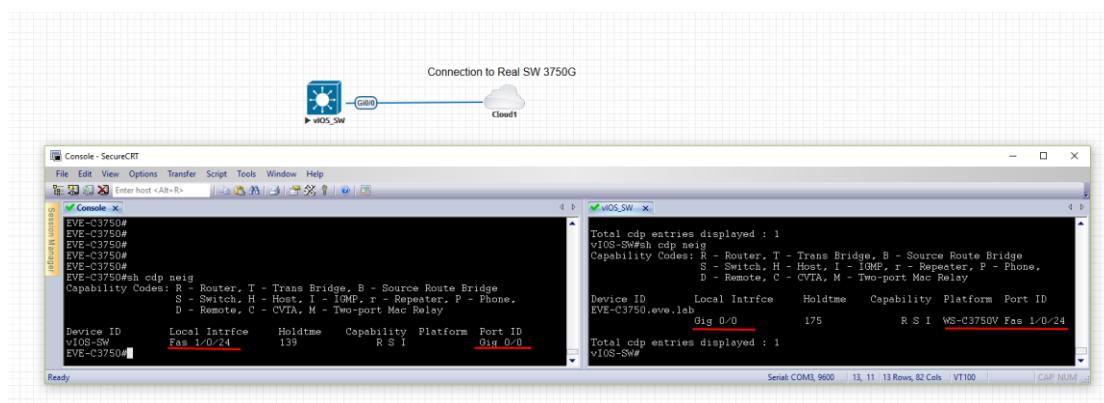 Connection to Real SW 3750G
Gi0/0
vIOS_SW
Cloud1
Console - SecureCRT
File Edit View Options Transfer Script Tools Window Help
Enter host <Alt+R>
Session Manager
Console
EVE-C3750#
EVE-C3750#
EVE-C3750#
EVE-C3750#
EVE-C3750#
EVE-C3750#sh cdp neig
Capability Codes: R - Router, T - Trans Bridge, B - Source Route Bridge
S - Switch, H - Host, I - IGMP, r - Repeater, P - Phone,
D - Remote, C - CVTA, M - Two-port Mac Relay
Device ID Local Intrfce Holdtme Capability Platform Port ID
vIOS-SW Fas 1/0/24 139 R S I Gig 0/0
EVE-C3750#
vIOS_SW
Total cdp entries displayed : 1
vIOS-SW#sh cdp neig
Capability Codes: R - Router, T - Trans Bridge, B - Source Route Bridge
S - Switch, H - Host, I - IGMP, r - Repeater, P - Phone,
D - Remote, C - CVTA, M - Two-port Mac Relay
Device ID Local Intrfce Holdtme Capability Platform Port ID
EVE-C3750.eve.lab
Gig 0/0 175 R S I WS-C3750V Fas 1/0/24
Total cdp entries displayed : 1
vIOS-SW#
Ready
Serial: COM3, 9600 13, 11 13 Rows, 82 Cols VT100 CAP NUM